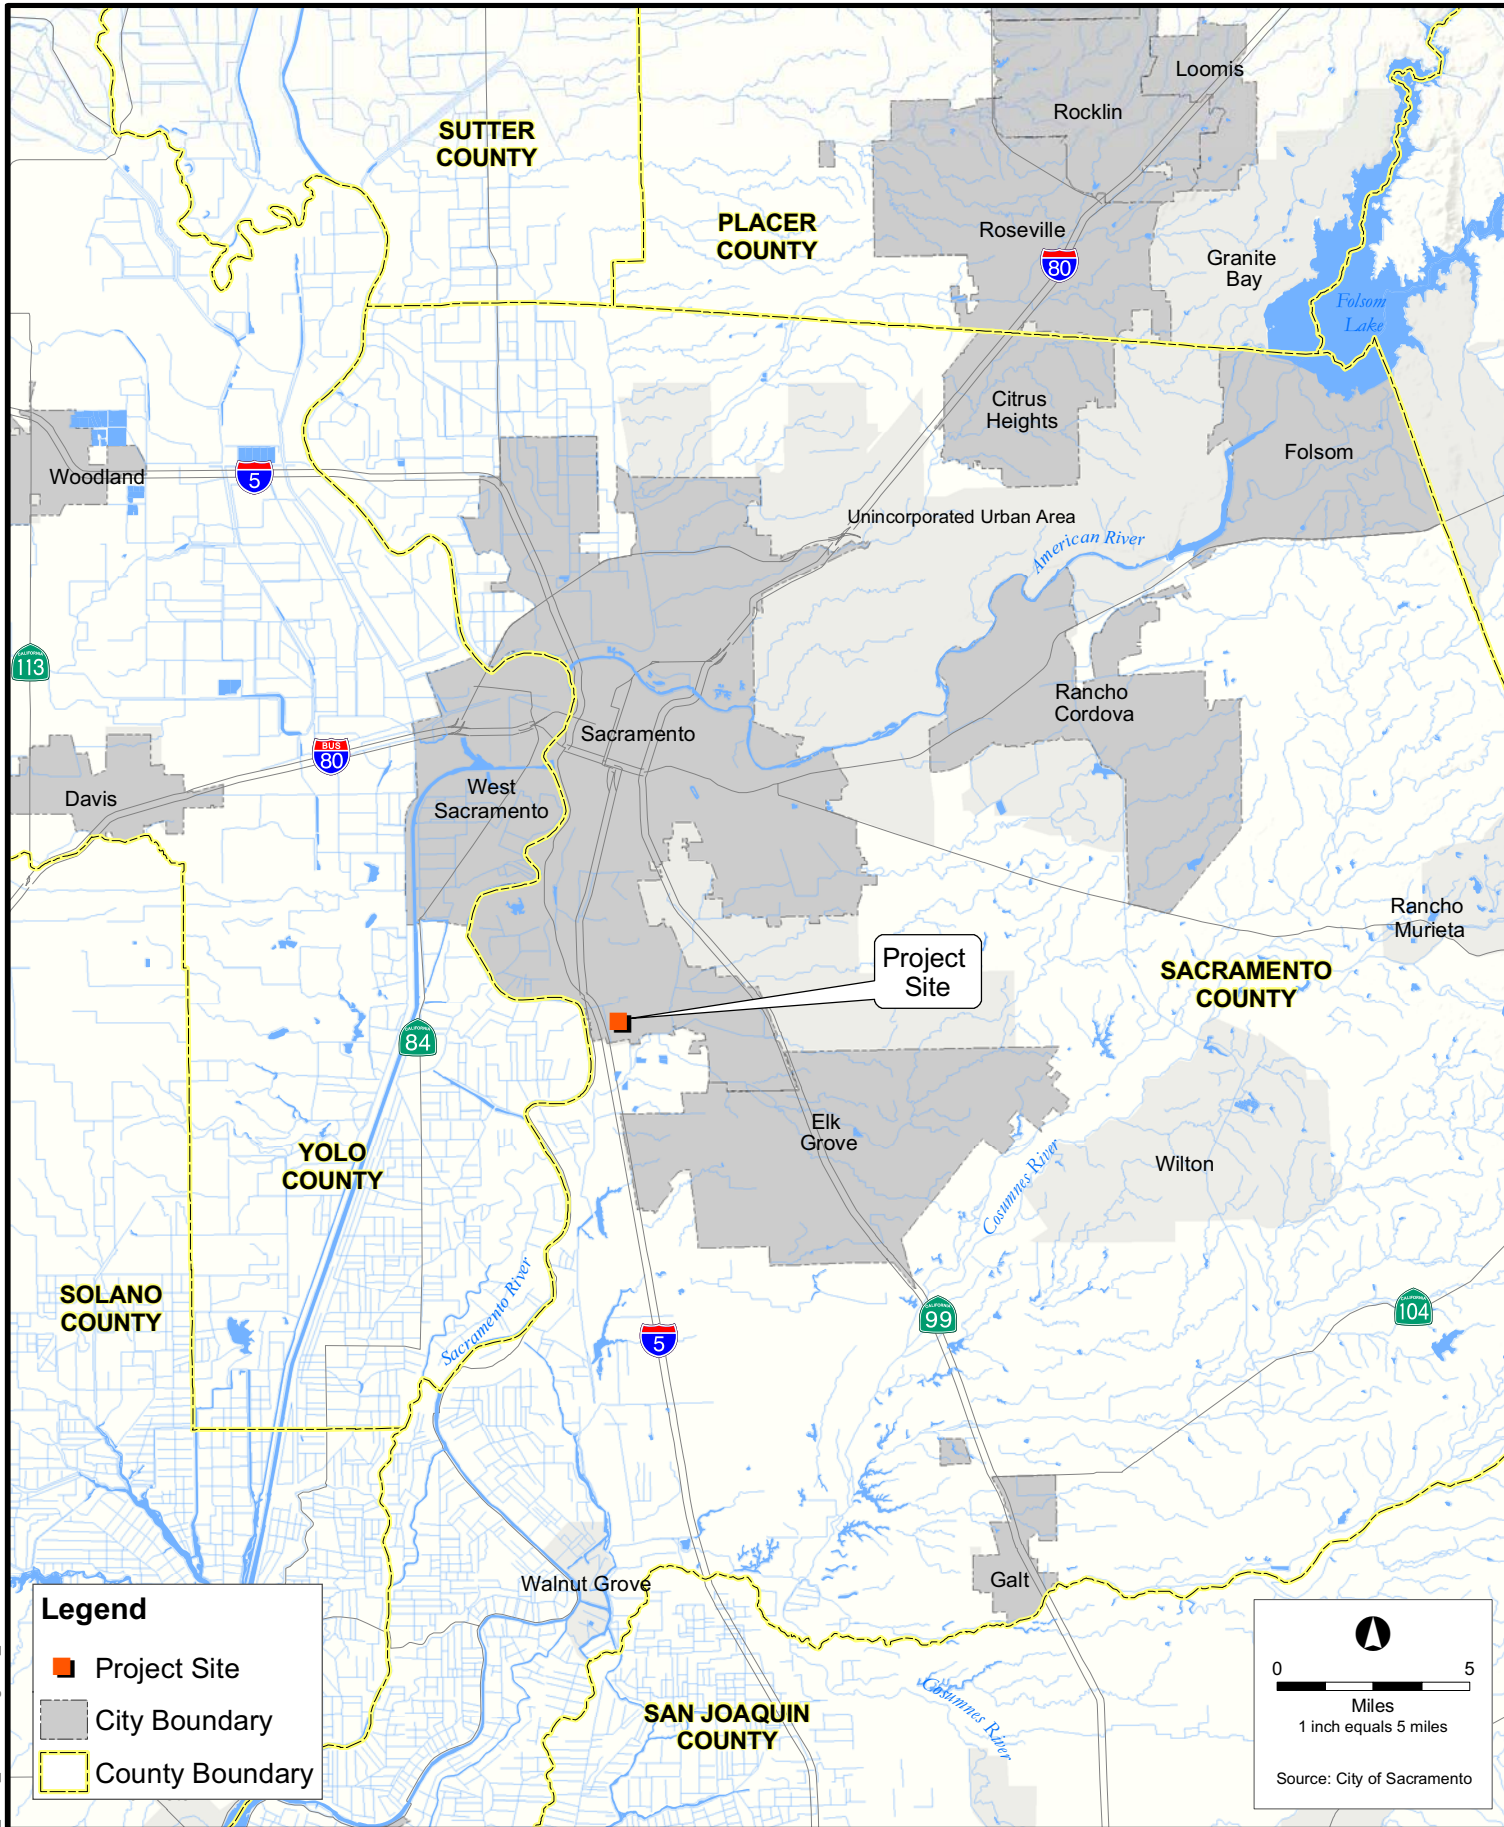 Loomis
Rocklin
SUTTER
COUNTY
PLACER
COUNTY
Roseville
80
Granite
Bay
Folsom
Lake
Citrus
Heights
Folsom
Woodland
5
Unincorporated Urban Area
American River
CALIFORNIA
113
Rancho
Cordova
Sacramento
BUS
80
West
Sacramento
Davis
Rancho
Murieta
Project
Site
SACRAMENTO
COUNTY
CALIFORNIA
84
Elk
Grove
YOLO
COUNTY
Wilton
Cosumnes River
SOLANO
COUNTY
Sacramento River
5
CALIFORNIA
99
CALIFORNIA
104
Walnut Grove
Galt
Legend
Project Site
City Boundary
County Boundary
SAN JOAQUIN
COUNTY
Cosumnes River
0 5
Miles
1 inch equals 5 miles
Source: City of Sacramento